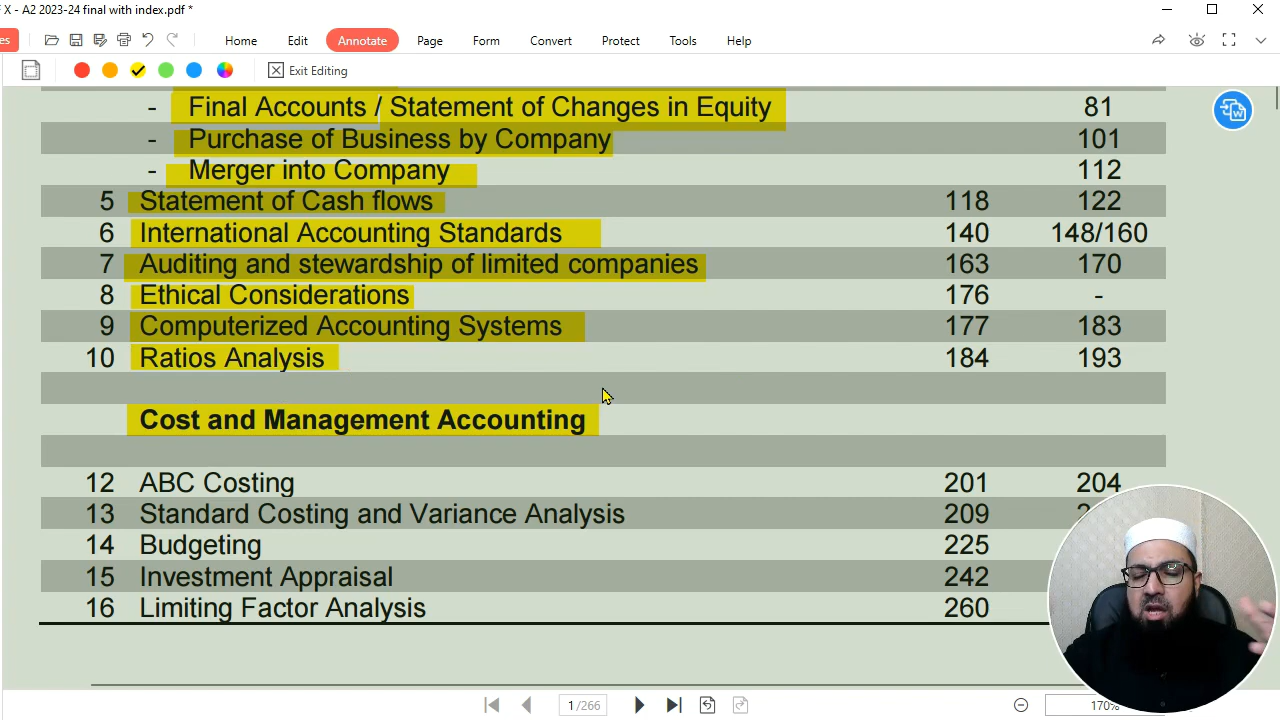 X - A2 2023-24 final with index.pdf *
es Home Edit Annotate Page Form Convert Protect Tools Help
Exit Editing
- Final Accounts / Statement of Changes in Equity 81
- Purchase of Business by Company 101
- Merger into Company 112
5 Statement of Cash flows 118 122
6 International Accounting Standards 140 148/160
7 Auditing and stewardship of limited companies 163 170
8 Ethical Considerations 176 -
9 Computerized Accounting Systems 177 183
10 Ratios Analysis 184 193
Cost and Management Accounting
12 ABC Costing 201 204
13 Standard Costing and Variance Analysis 209
14 Budgeting 225
15 Investment Appraisal 242
16 Limiting Factor Analysis 260
1 /266 170%